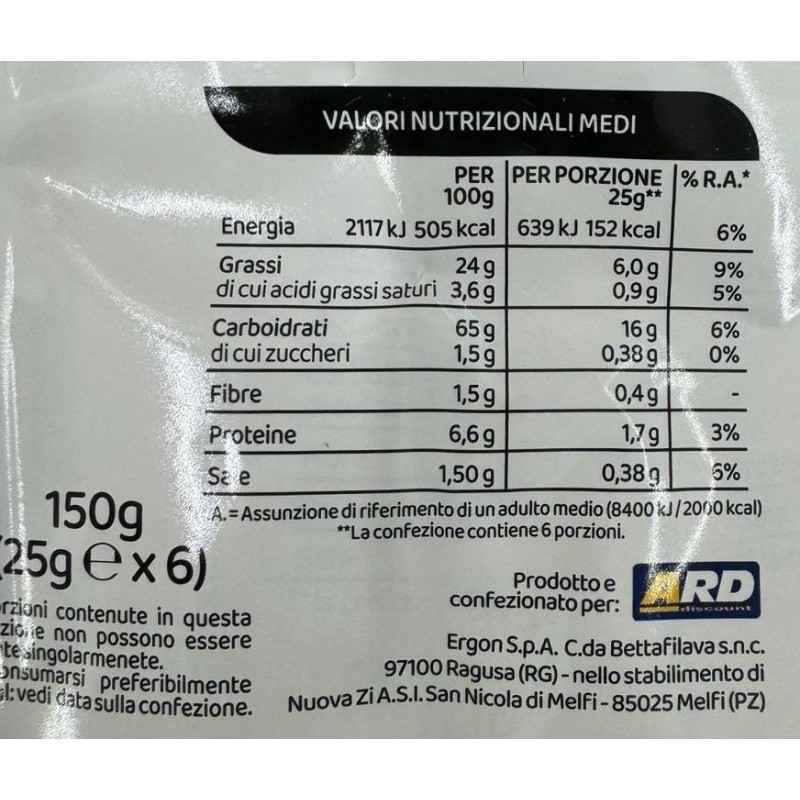 VALORI NUTRIZIONALI MEDI
PER 100g PER PORZIONE 25g** % R.A.*
Energia 2117 kJ 505 kcal 639 kJ 152 kcal 6%
Grassi 24 g 6,0 g 9%
di cui acidi grassi saturi 3,6 g 0,9 g 5%
Carboidrati 65 g 16 g 6%
di cui zuccheri 1,5 g 0,38 g 0%
Fibre 1,5 g 0,4 g -
Proteine 6,6 g 1,7 g 3%
Sale 1,50 g 0,38 g 6%
A.=Assunzione di riferimento di un adulto medio (8400 kJ/2000 kcal)
**La confezione contiene 6 porzioni.
150g
(25g e x 6)
rzioni contenute in questa
zione non possono essere
te singolarmenete.
onsumarsi preferibilmente
l: vedi data sulla confezione.
Prodotto e
confezionato per:
ARD
discount
Ergon S.p.A. C.da Bettafilava s.n.c.
97100 Ragusa (RG) - nello stabilimento di
Nuova Zi A.S.I. San Nicola di Melfi - 85025 Melfi (PZ)